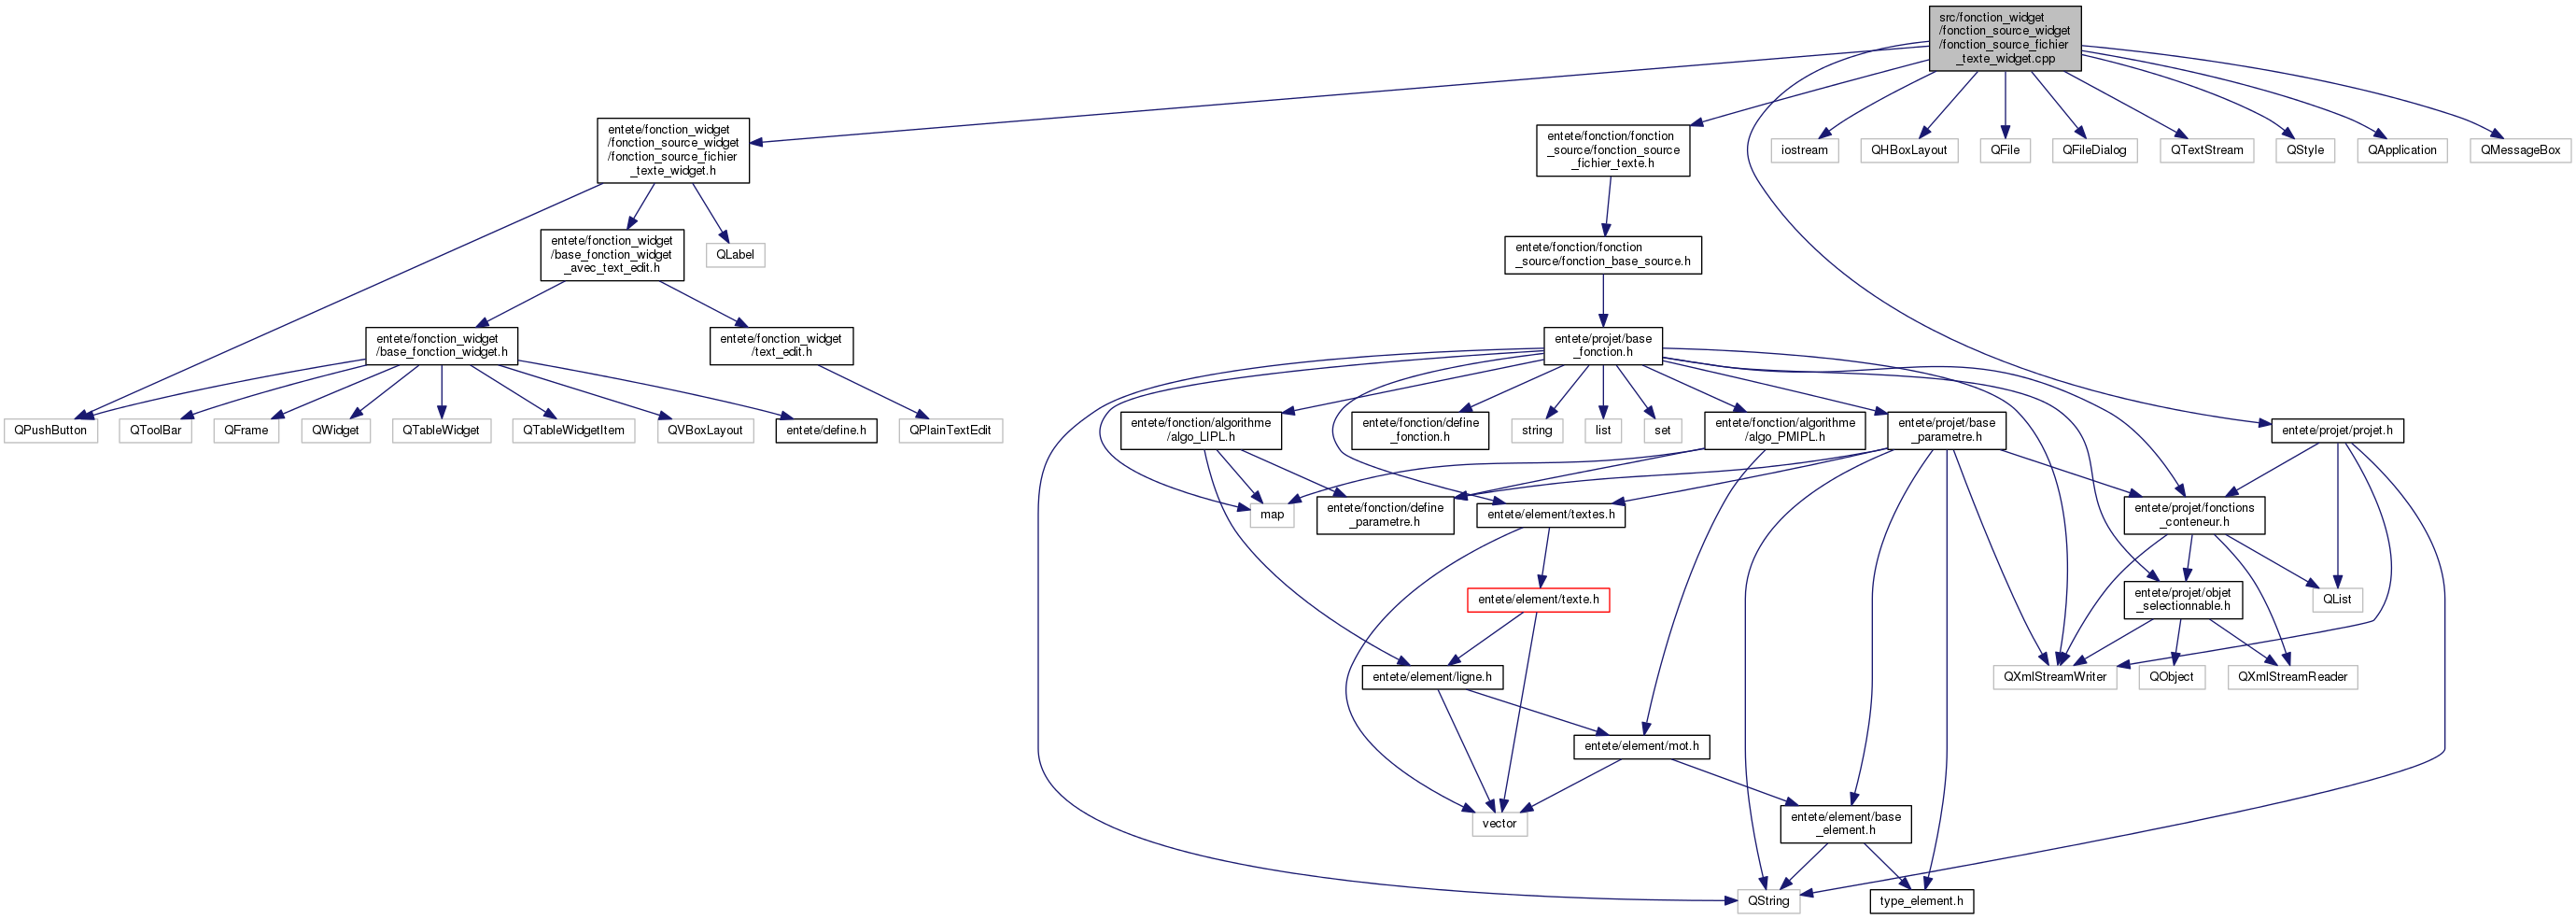 src/fonction_widget
/fonction_source_widget
/fonction_source_fichier
_texte_widget.cpp
entete/fonction_widget
/fonction_source_widget
/fonction_source_fichier
_texte_widget.h
entete/fonction/fonction
_source/fonction_source
_fichier_texte.h
iostream
QHBoxLayout
QFile
QFileDialog
QTextStream
QStyle
QApplication
QMessageBox
entete/fonction_widget
/base_fonction_widget
_avec_text_edit.h
QLabel
entete/fonction/fonction
_source/fonction_base_source.h
entete/fonction_widget
/base_fonction_widget.h
entete/fonction_widget
/text_edit.h
entete/projet/base
_fonction.h
QPushButton
QToolBar
QFrame
QWidget
QTableWidget
QTableWidgetItem
QVBoxLayout
entete/define.h
QPlainTextEdit
entete/fonction/algorithme
/algo_LIPL.h
entete/fonction/define
_fonction.h
string
list
set
entete/fonction/algorithme
/algo_PMIPL.h
entete/projet/base
_parametre.h
entete/projet/projet.h
map
entete/fonction/define
_parametre.h
entete/element/textes.h
entete/projet/fonctions
_conteneur.h
entete/element/texte.h
entete/projet/objet
_selectionnable.h
QList
entete/element/ligne.h
QXmlStreamWriter
QObject
QXmlStreamReader
entete/element/mot.h
vector
entete/element/base
_element.h
QString
type_element.h